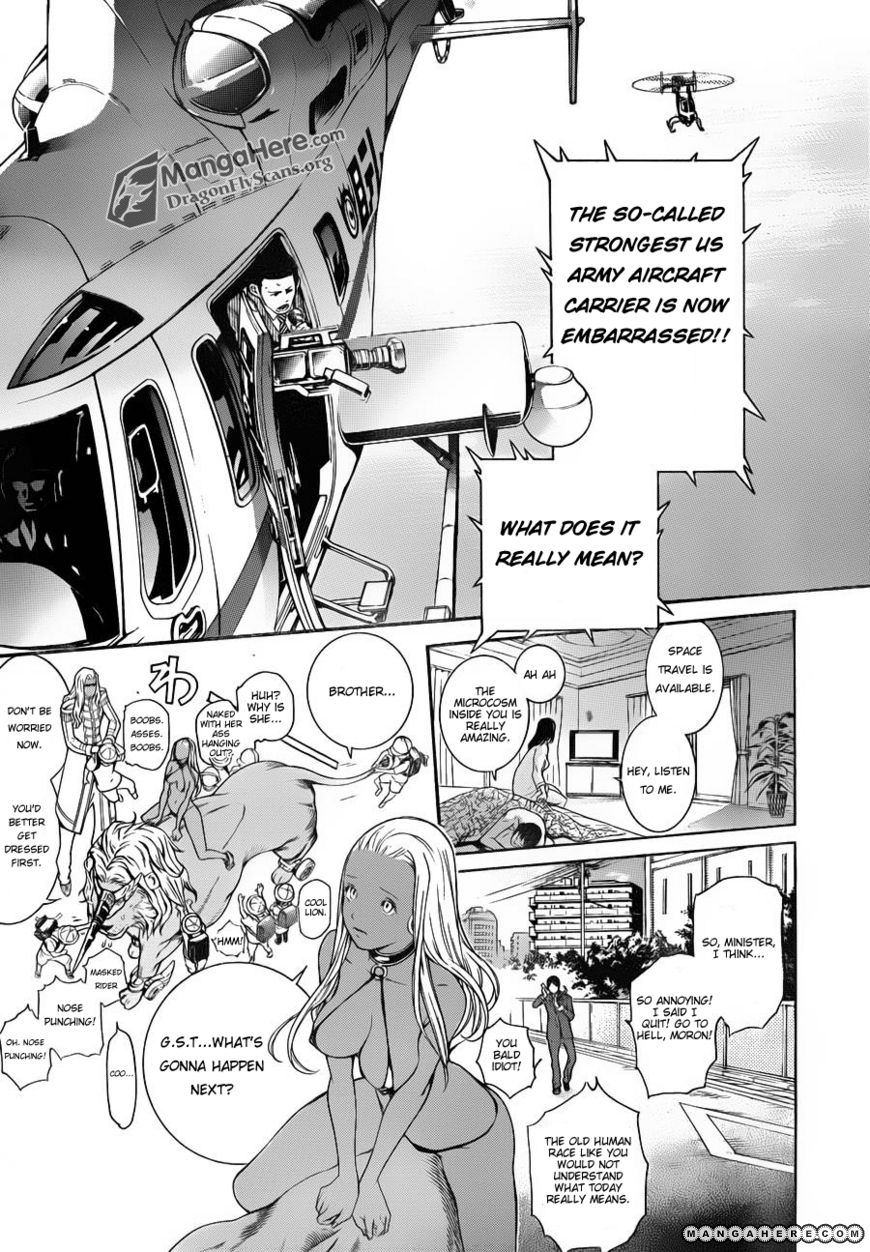 MangaHere.com
DragonFlyScans.org
THE SO-CALLED
STRONGEST US
ARMY AIRCRAFT
CARRIER IS NOW
EMBARRASSED!!
WHAT DOES IT
REALLY MEAN?
SPACE
TRAVEL IS
AVAILABLE.
HEY, LISTEN
TO ME.
AH AH
THE
MICROCOSM
INSIDE YOU IS
REALLY
AMAZING.
BROTHER...
HUH?
WHY IS
SHE...
NAKED
WITH HER
ASS
HANGING
OUT?
BOOBS.
ASSES.
BOOBS.
DON'T BE
WORRIED
NOW.
YOU'D
BETTER
GET
DRESSED
FIRST.
COOL
LION.
HMM!
MASKED
RIDER
NOSE
PUNCHING!
OH. NOSE
PUNCHING!
COO...
G.S.T...WHAT'S
GONNA HAPPEN
NEXT?
SO, MINISTER,
I THINK...
SO ANNOYING!
I SAID I
QUIT! GO TO
HELL, MORON!
YOU
BALD
IDIOT!
THE OLD HUMAN
RACE LIKE YOU
WOULD NOT
UNDERSTAND
WHAT TODAY
REALLY MEANS.
MANGAHERE.COM